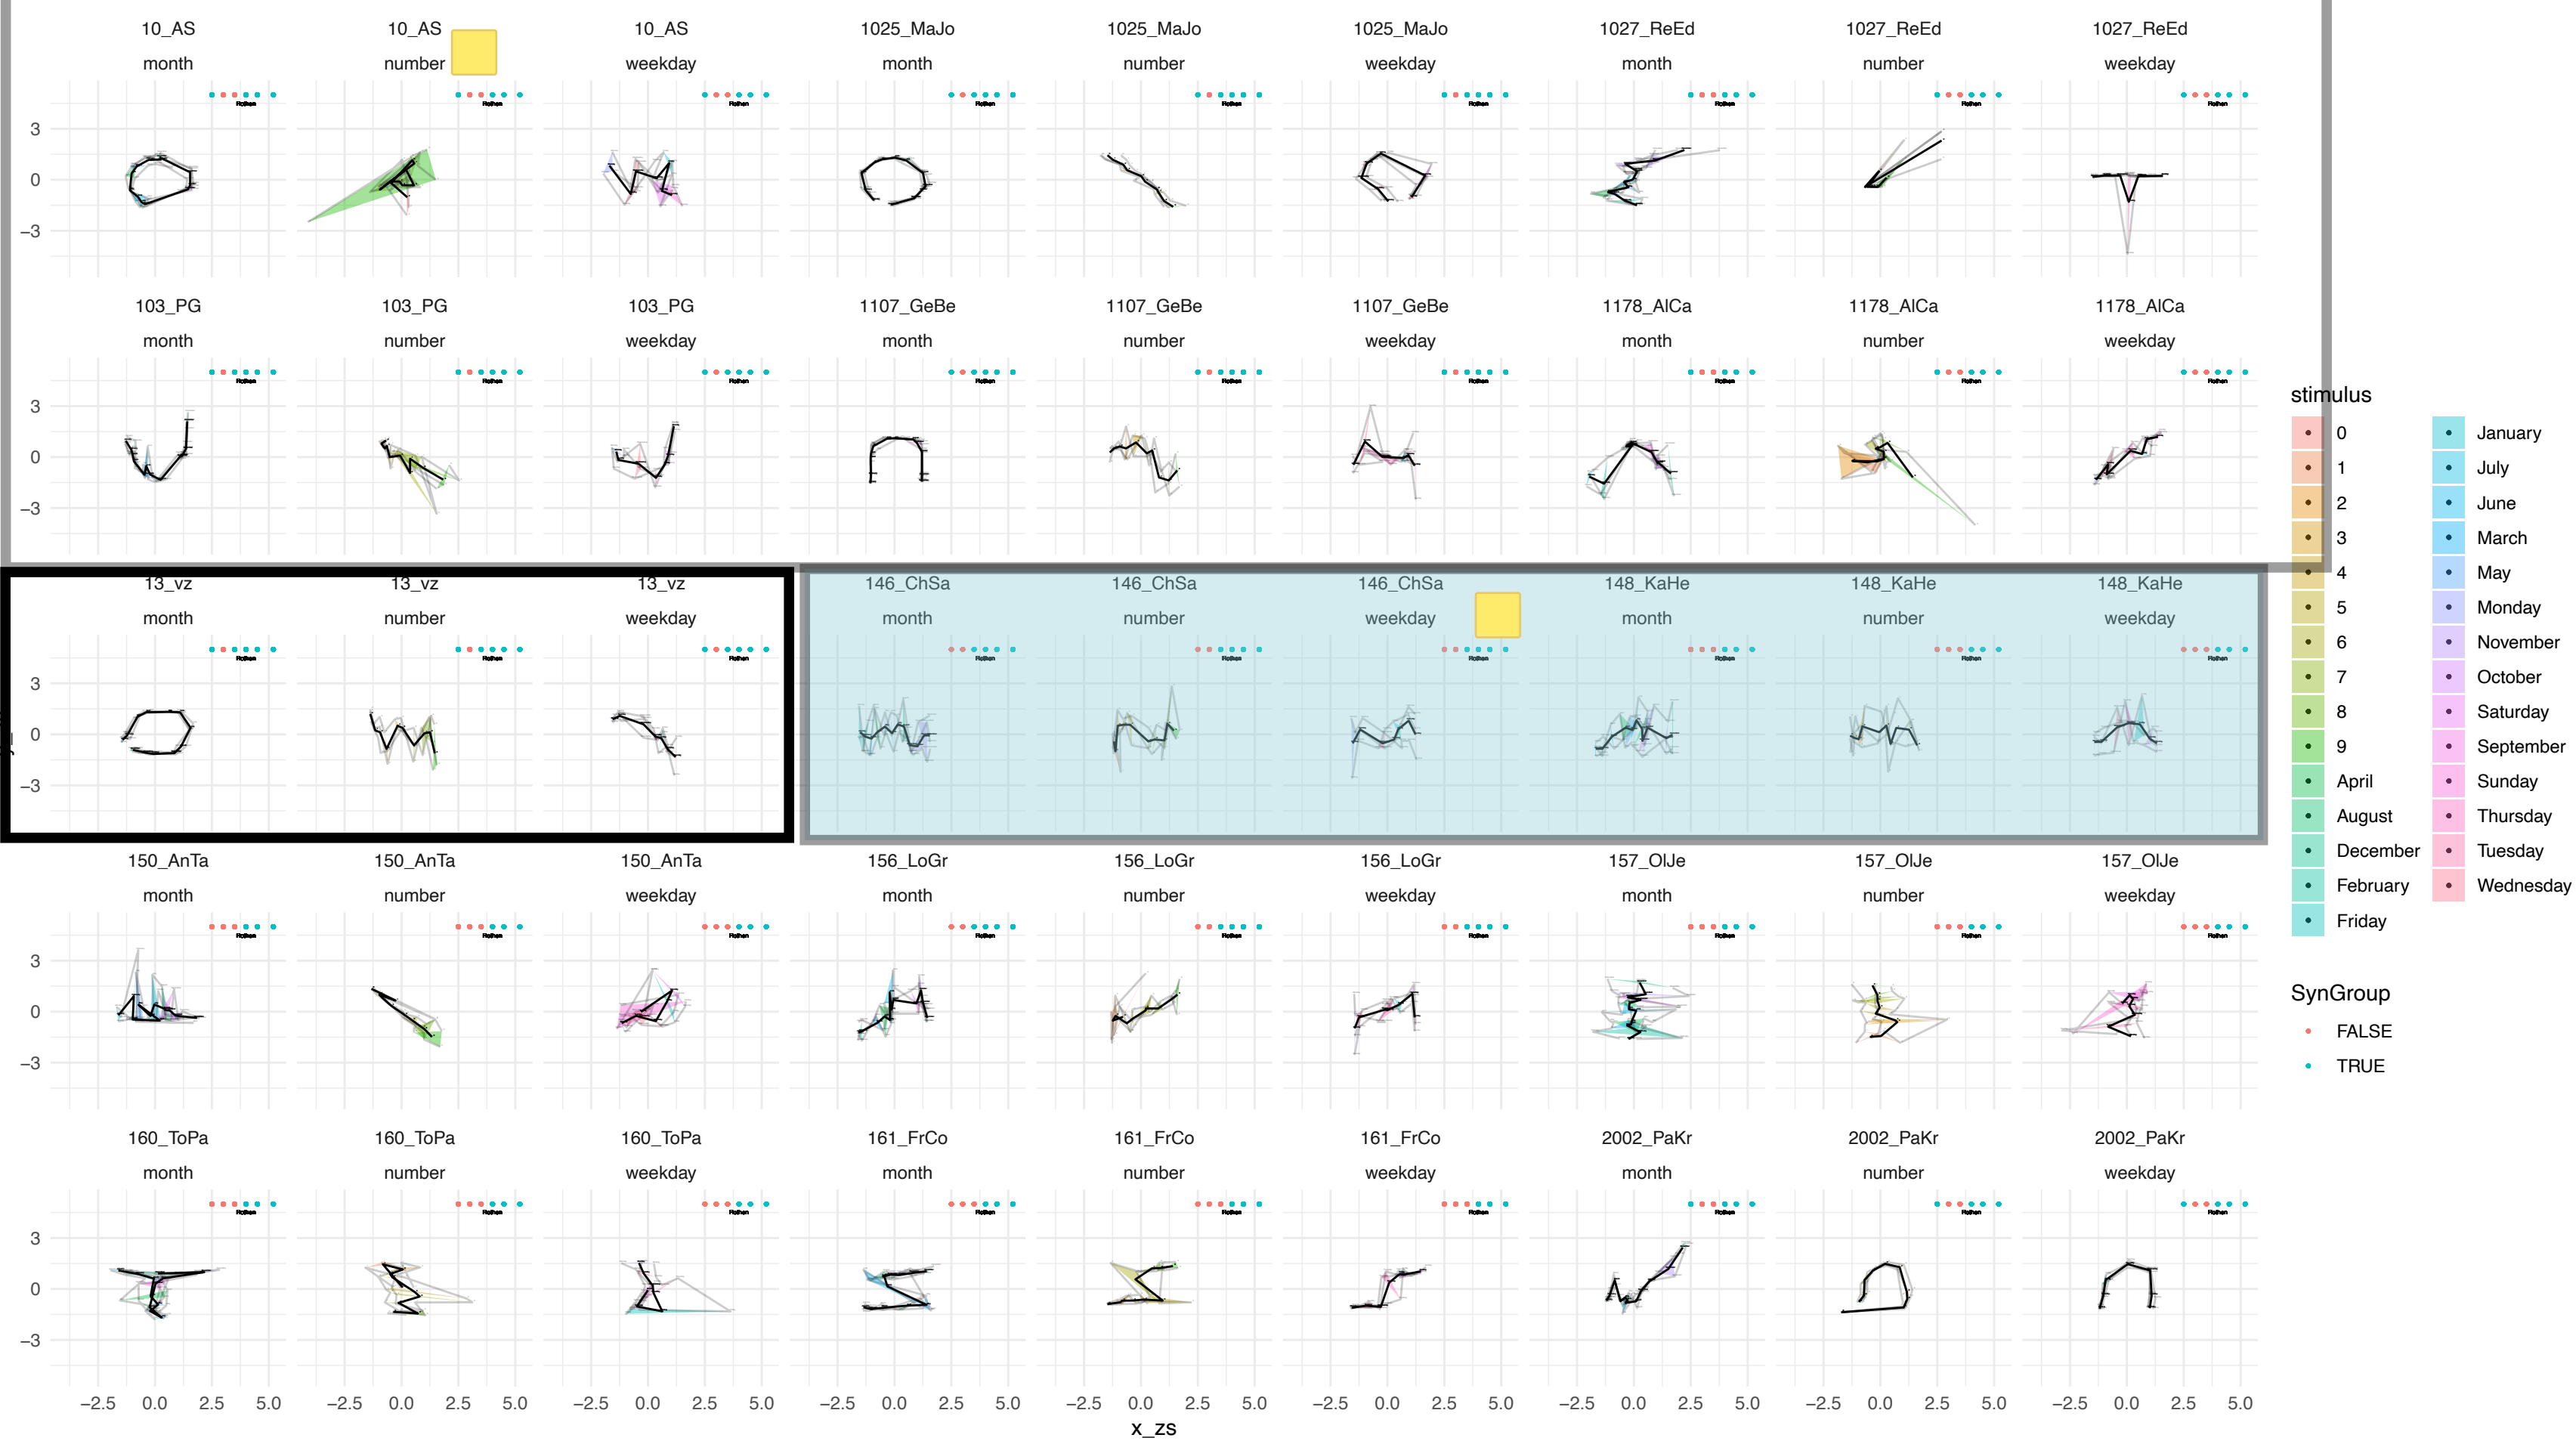 10_AS 10_AS 10_AS 1025_MaJo 1025_MaJo 1025_MaJo 1027_ReEd 1027_ReEd 1027_ReEd
month number weekday month number weekday month number weekday
3
0
−3
103_PG 103_PG 103_PG 1107_GeBe 1107_GeBe 1107_GeBe 1178_AlCa 1178_AlCa 1178_AlCa
month number weekday month number weekday month number weekday
3
0
−3
13_vz 13_vz 13_vz 146_ChSa 146_ChSa 146_ChSa 148_KaHe 148_KaHe 148_KaHe
month number weekday month number weekday month number weekday
3
0
−3
150_AnTa 150_AnTa 150_AnTa 156_LoGr 156_LoGr 156_LoGr 157_OlJe 157_OlJe 157_OlJe
month number weekday month number weekday month number weekday
3
0
−3
160_ToPa 160_ToPa 160_ToPa 161_FrCo 161_FrCo 161_FrCo 2002_PaKr 2002_PaKr 2002_PaKr
month number weekday month number weekday month number weekday
3
0
−3
−2.5 0.0 2.5 5.0 −2.5 0.0 2.5 5.0 −2.5 0.0 2.5 5.0 −2.5 0.0 2.5 5.0 −2.5 0.0 2.5 5.0 −2.5 0.0 2.5 5.0 −2.5 0.0 2.5 5.0 −2.5 0.0 2.5 5.0 −2.5 0.0 2.5 5.0
x_zs
stimulus
0
1
2
3
4
5
6
7
8
9
April
August
December
February
Friday
January
July
June
March
May
Monday
November
October
Saturday
September
Sunday
Thursday
Tuesday
Wednesday
SynGroup
FALSE
TRUE